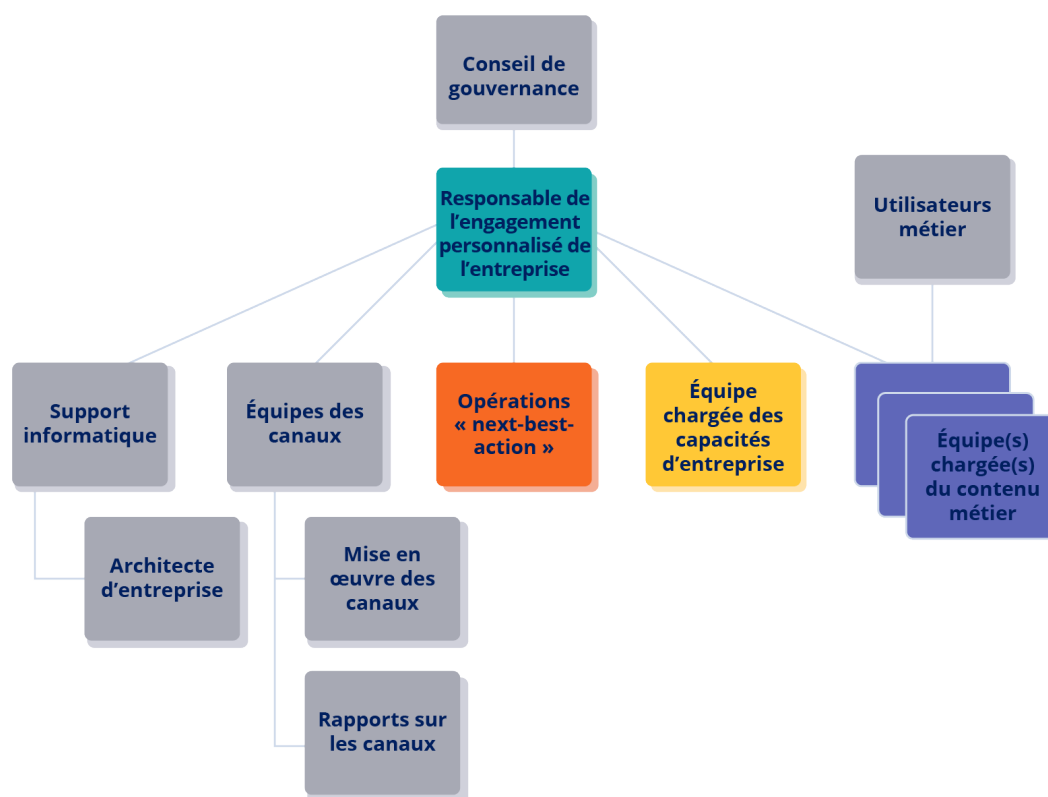 Conseil de
gouvernance
Responsable de
l’engagement
personnalisé de
l’entreprise
Utilisateurs
métier
Support
informatique
Équipes des
canaux
Opérations
« next-best-
action »
Équipe
chargée des
capacités
d’entreprise
Équipe(s)
chargée(s)
du contenu
métier
Architecte
d’entreprise
Mise en
œuvre des
canaux
Rapports sur
les canaux